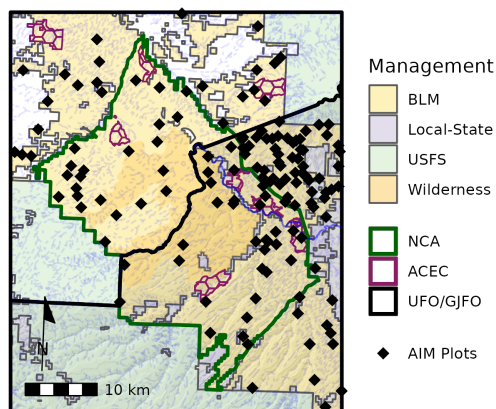 Management
BLM
Local-State
USFS
Wilderness
NCA
ACEC
UFO/GJFO
AIM Plots
N
10 km